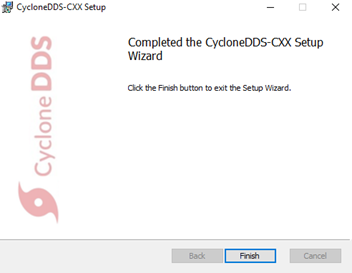 CycloneDDS-CXX Setup
Completed the CycloneDDS-CXX Setup
Wizard
Click the Finish button to exit the Setup Wizard.
Cyclone DDS
Back
Finish
Cancel